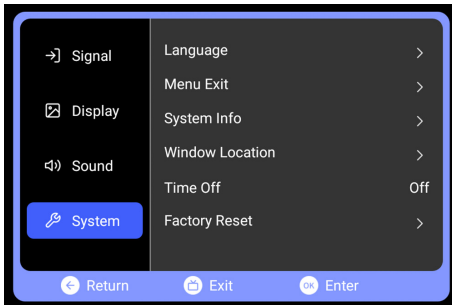 Signal
Display
Sound
System
Language
Menu Exit
System Info
Window Location
Time Off Off
Factory Reset
Return Exit OK Enter